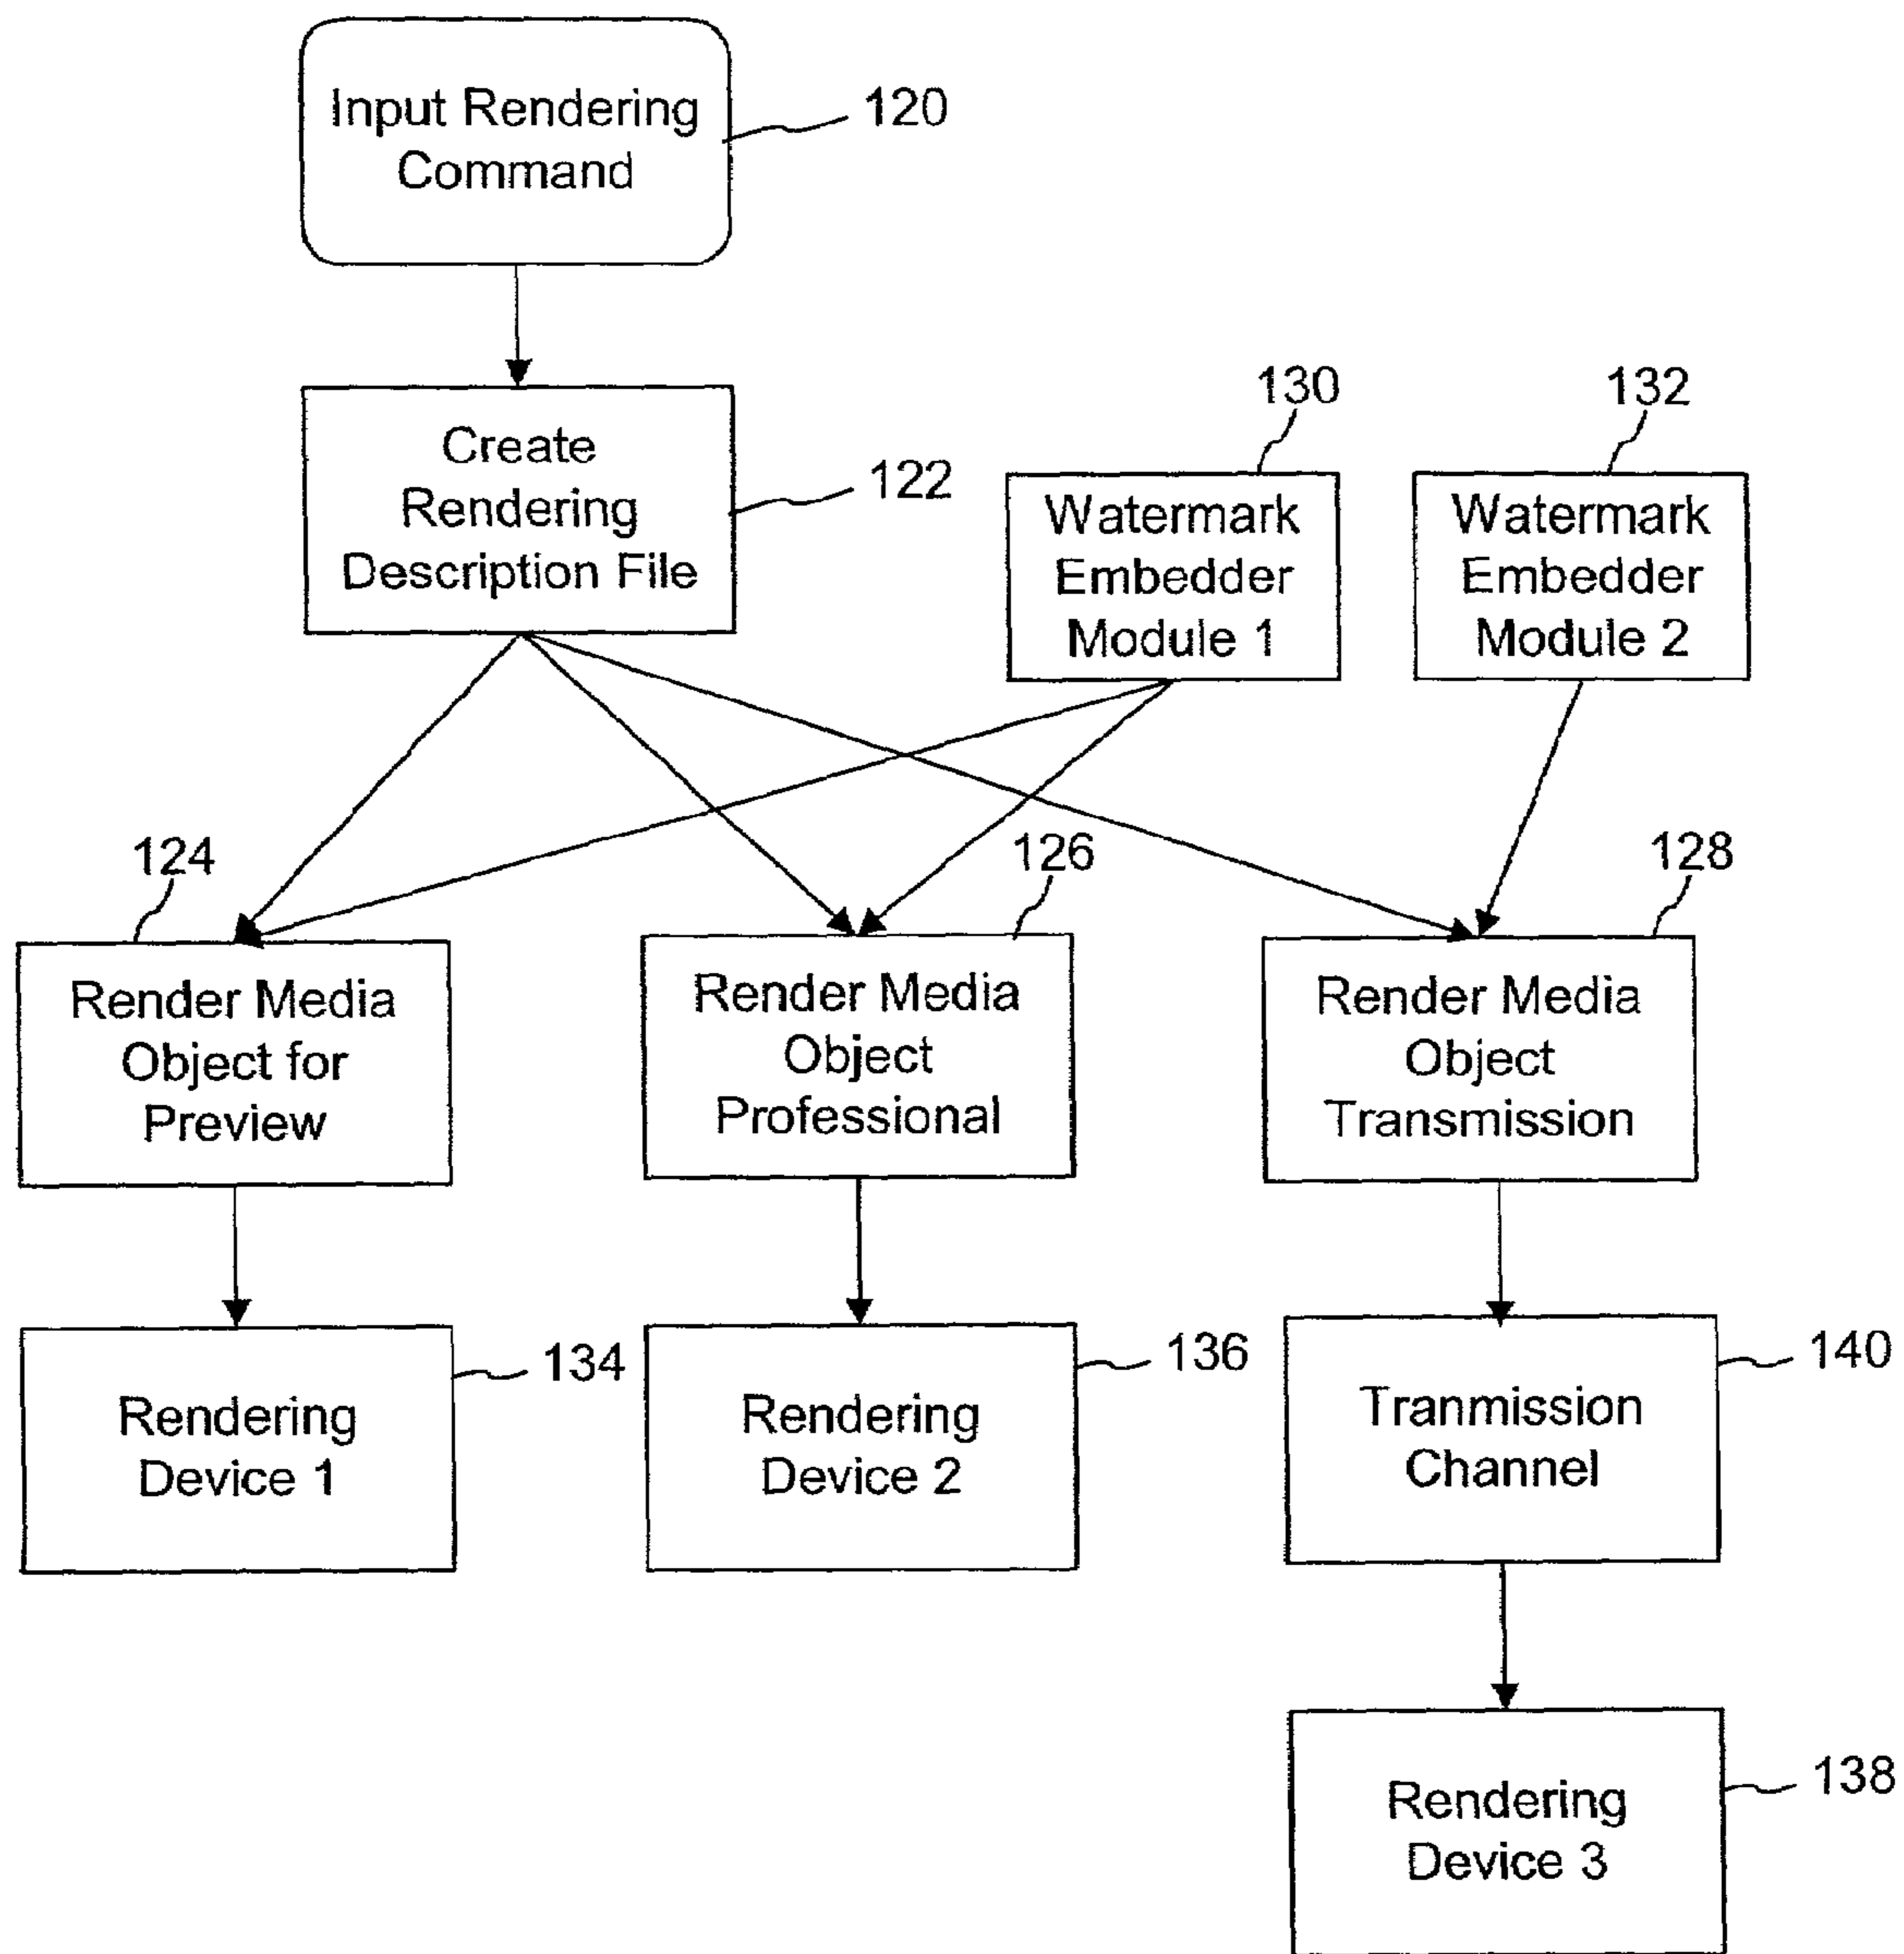 Input Rendering
Command
120
Create
Rendering
Description File
122
130
Watermark
Embedder
Module 1
132
Watermark
Embedder
Module 2
124
Render Media
Object for
Preview
126
Render Media
Object
Professional
128
Render Media
Object
Transmission
Rendering
Device 1
134
Rendering
Device 2
136
Tranmission
Channel
140
Rendering
Device 3
138